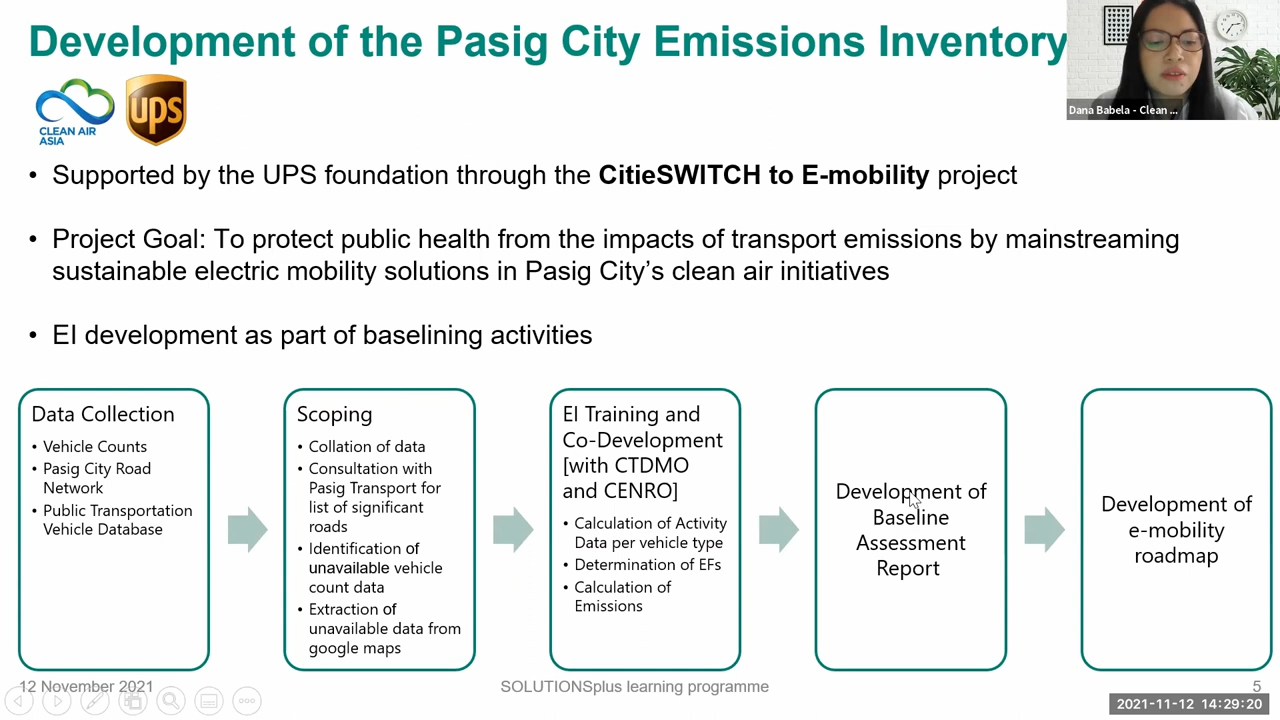 Development of the Pasig City Emissions Inventory
Dana Babela - Clean ...
CLEAN AIR
ASIA
ups
• Supported by the UPS foundation through the CitieSWITCH to E-mobility project
• Project Goal: To protect public health from the impacts of transport emissions by mainstreaming
sustainable electric mobility solutions in Pasig City’s clean air initiatives
• EI development as part of baselining activities
Data Collection
• Vehicle Counts
• Pasig City Road
Network
• Public Transportation
Vehicle Database
Scoping
• Collation of data
• Consultation with
Pasig Transport for
list of significant
roads
• Identification of
unavailable vehicle
count data
• Extraction of
unavailable data from
google maps
EI Training and
Co-Development
[with CTDMO
and CENRO]
• Calculation of Activity
Data per vehicle type
• Determination of EFs
• Calculation of
Emissions
Development of
Baseline
Assessment
Report
Development of
e-mobility
roadmap
12 November 2021
SOLUTIONSplus learning programme
5
2021-11-12 14:29:20